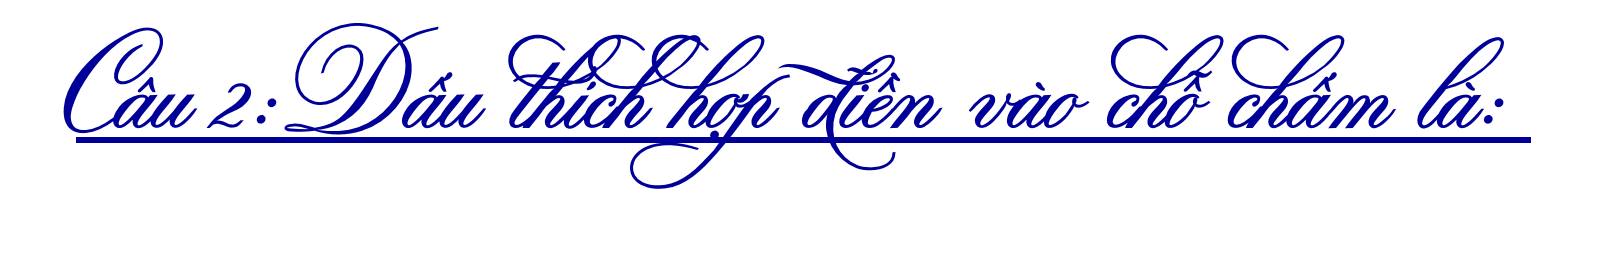 Câu 2: Dấu thích hợp điền vào chỗ chấm là: